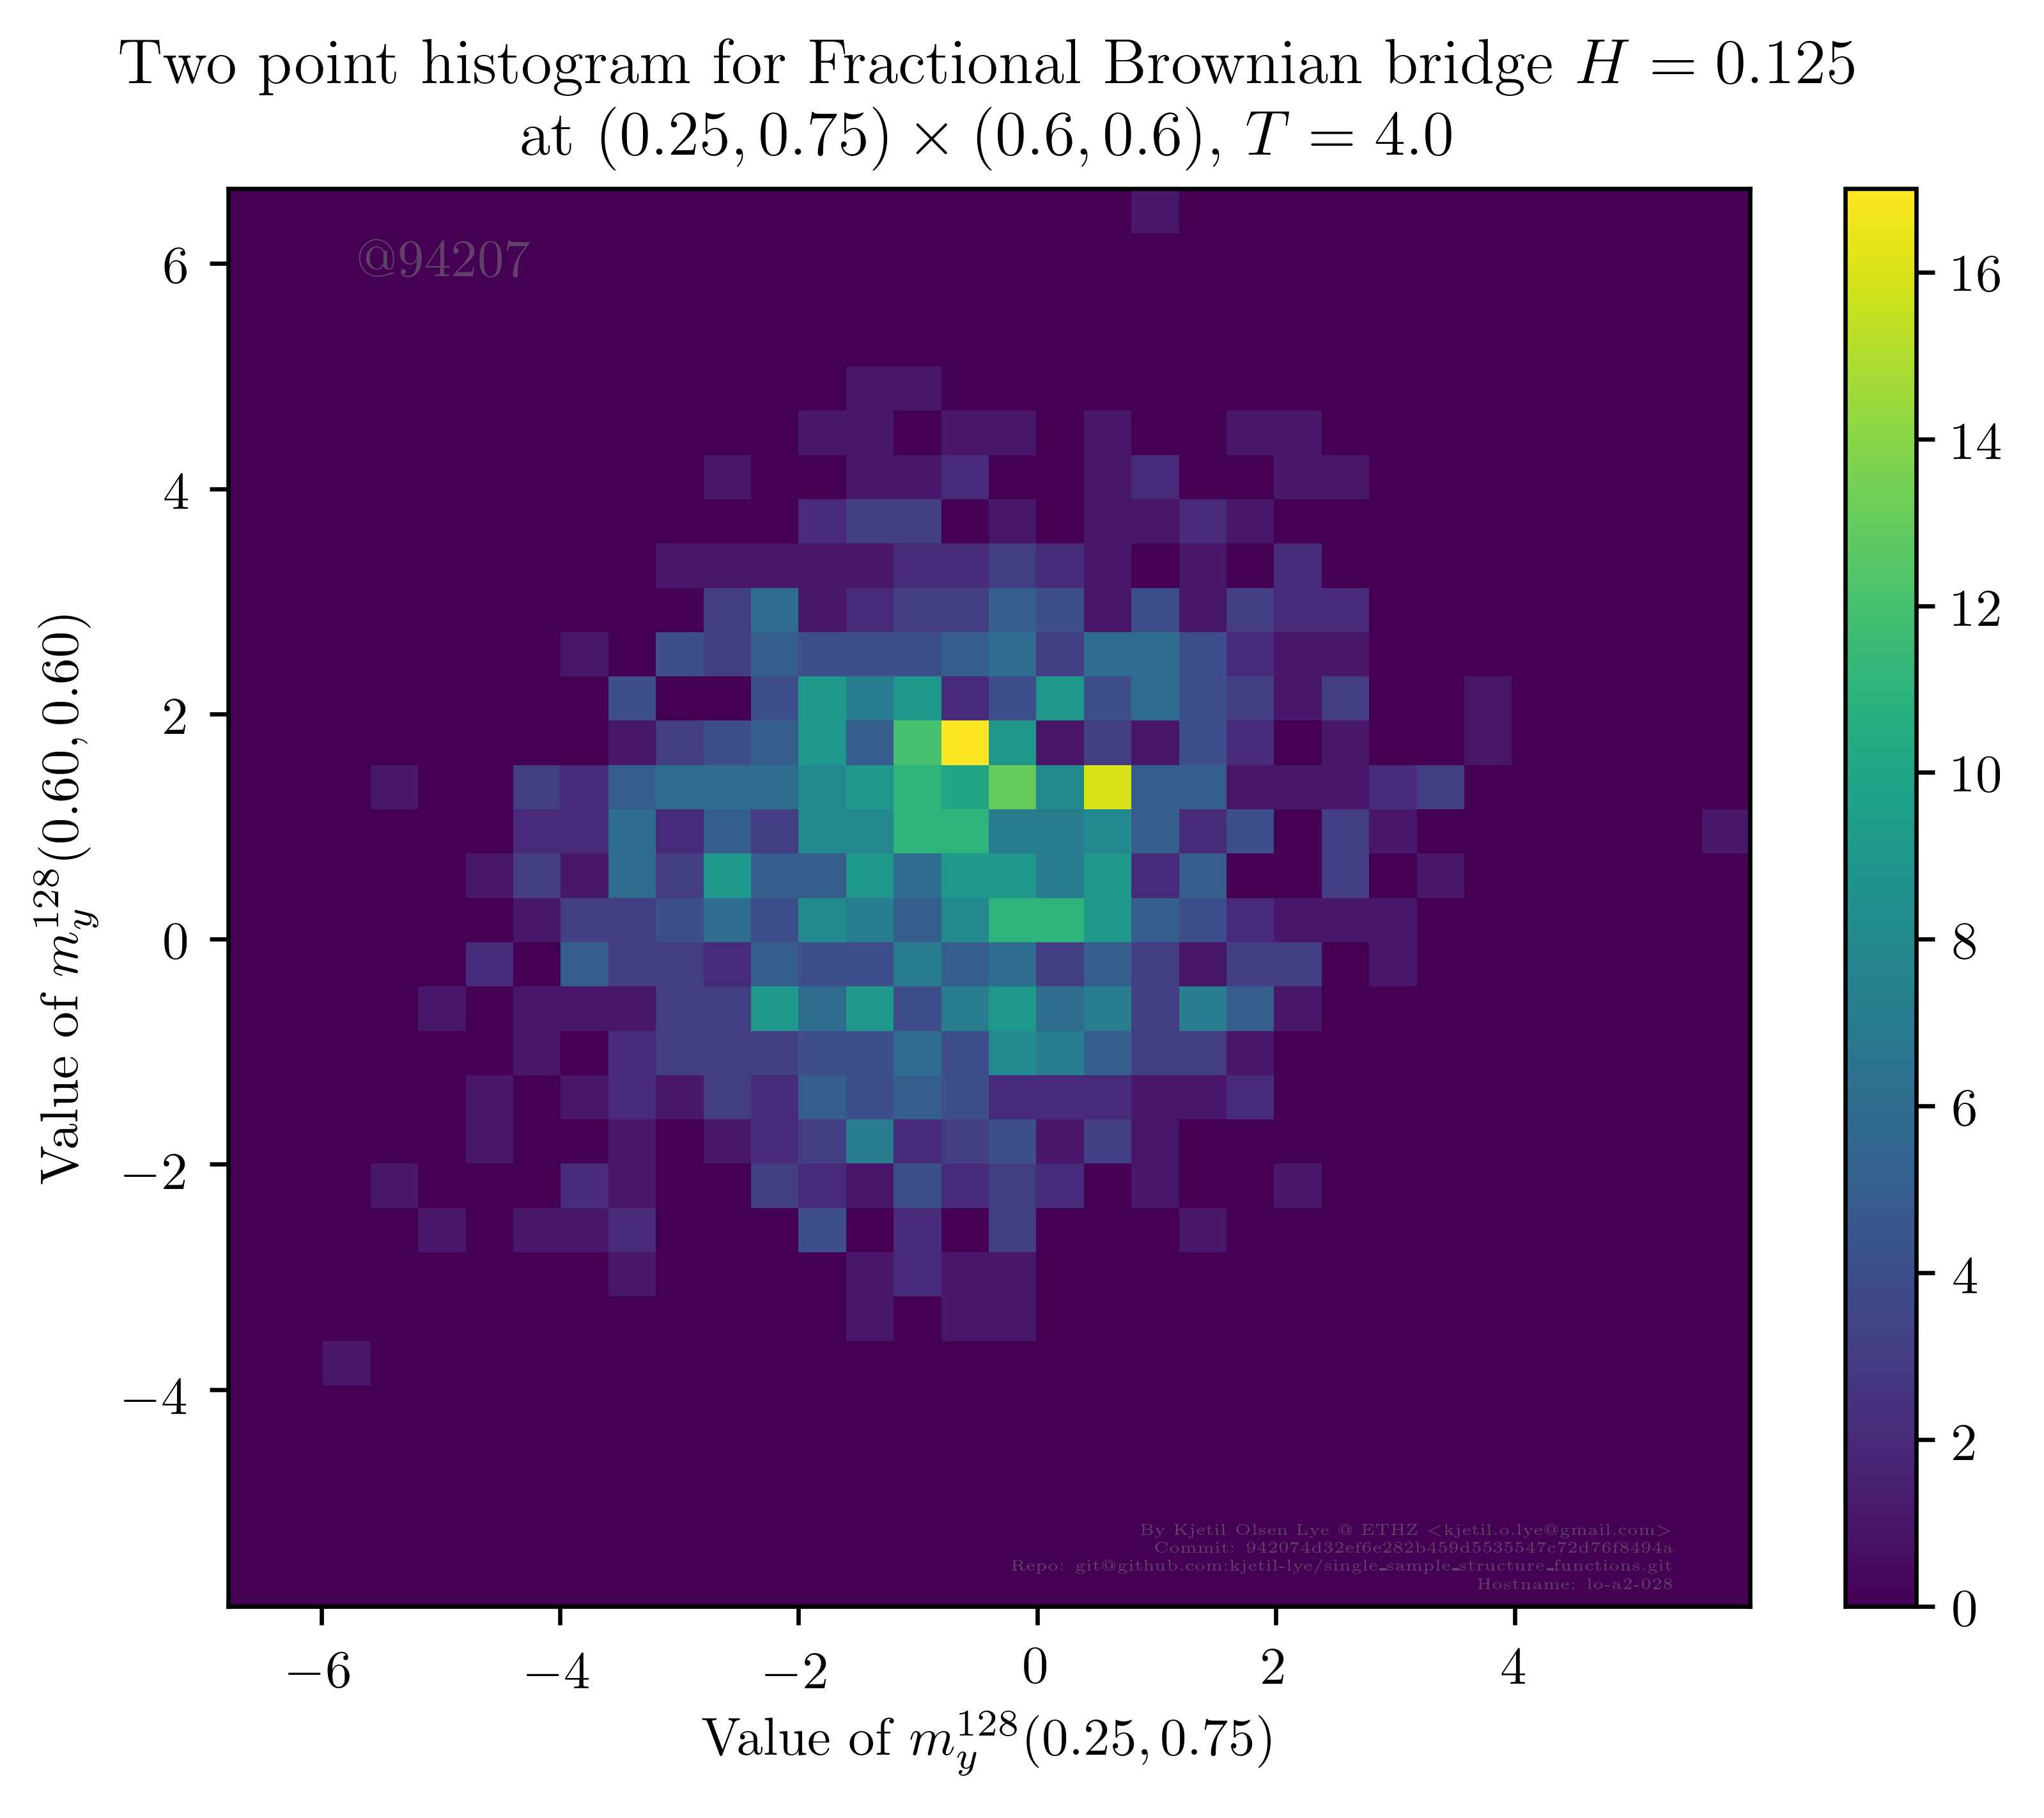 Two point histogram for Fractional Brownian bridge H = 0.125
at (0.25, 0.75) × (0.6, 0.6), T = 4.0
@94207
6
4
2
0
−2
−4
Value of m_y^128(0.60, 0.60)
−6
−4
−2
0
2
4
Value of m_y^128(0.25, 0.75)
16
14
12
10
8
6
4
2
0
By Kjetil Olsen Lye @ ETHZ <kjetil.o.lye@gmail.com>
Commit: 942074d32ef6e282b459d5535547c72d76f8494a
Repo: git@github.com:kjetil-lye/single_sample_structure_functions.git
Hostname: lo-a2-028